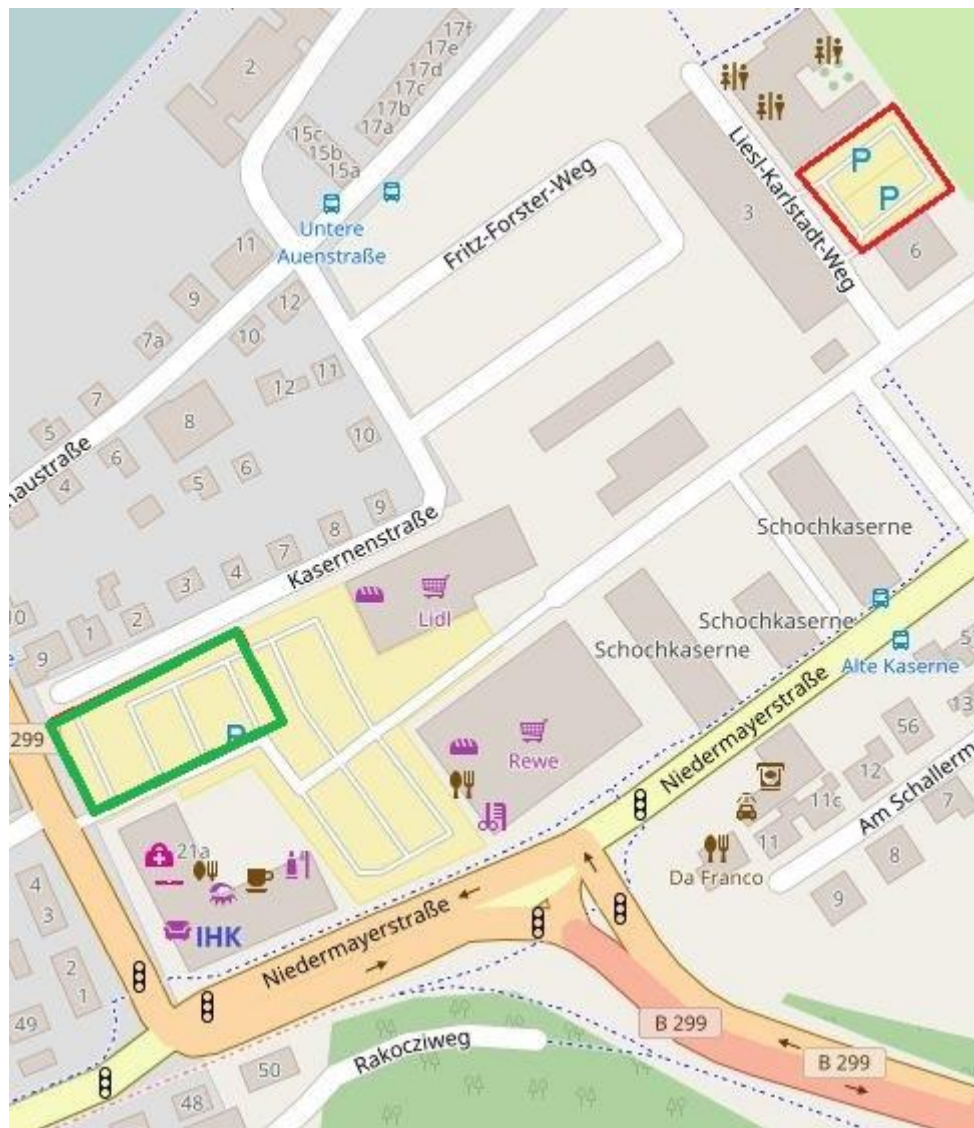 2
17f
17e
17d
17c
17b
17a
15c
15b
15a
P
P
Liesl-Karlstadt-Weg
3
6
Untere
Auenstraße
Fritz-Forster-Weg
11
9
12
7a
10
7
12
11
8
5
6
4
5
6
10
haustraße
9
8
7
4
3
2
1
10
9
Kasernenstraße
Lidl
Schochkaserne
Schochkaserne
Schochkaserne
Alte Kaserne
5
13
56
299
P
Rewe
Niedermayerstraße
12
11c
11
7
8
9
Am Schallerm
Da Franco
21a
IHK
4
3
2
1
49
Niedermayerstraße
B 299
B 299
Rakocziweg
50
48